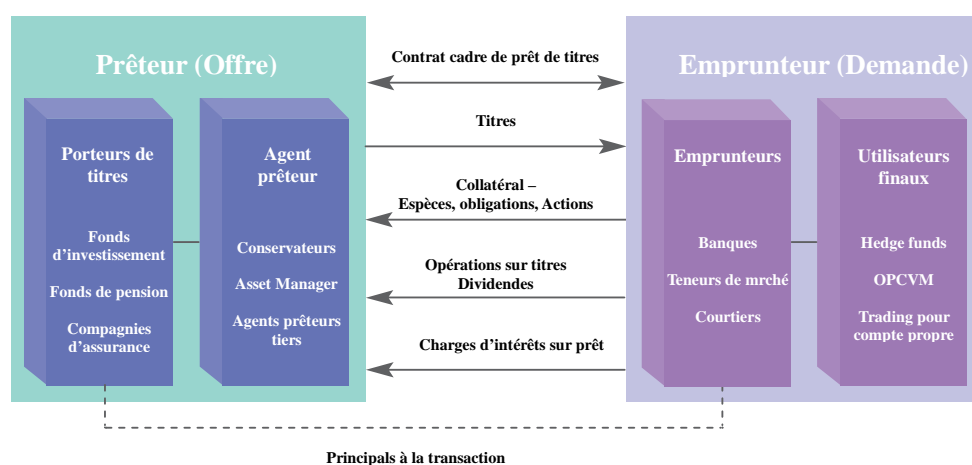 Prêteur (Offre)
Porteurs de
titres
Fonds
d'investissement
Fonds de pension
Compagnies
d'assurance
Agent
prêteur
Conservateurs
Asset Manager
Agents prêteurs
tiers
Contrat cadre de prêt de titres
Titres
Collatéral –
Espèces, obligations, Actions
Opérations sur titres
Dividendes
Charges d'intérêts sur prêt
Emprunteur (Demande)
Emprunteurs
Banques
Teneurs de mrché
Courtiers
Utilisateurs
finaux
Hedge funds
OPCVM
Trading pour
compte propre
Principals à la transaction